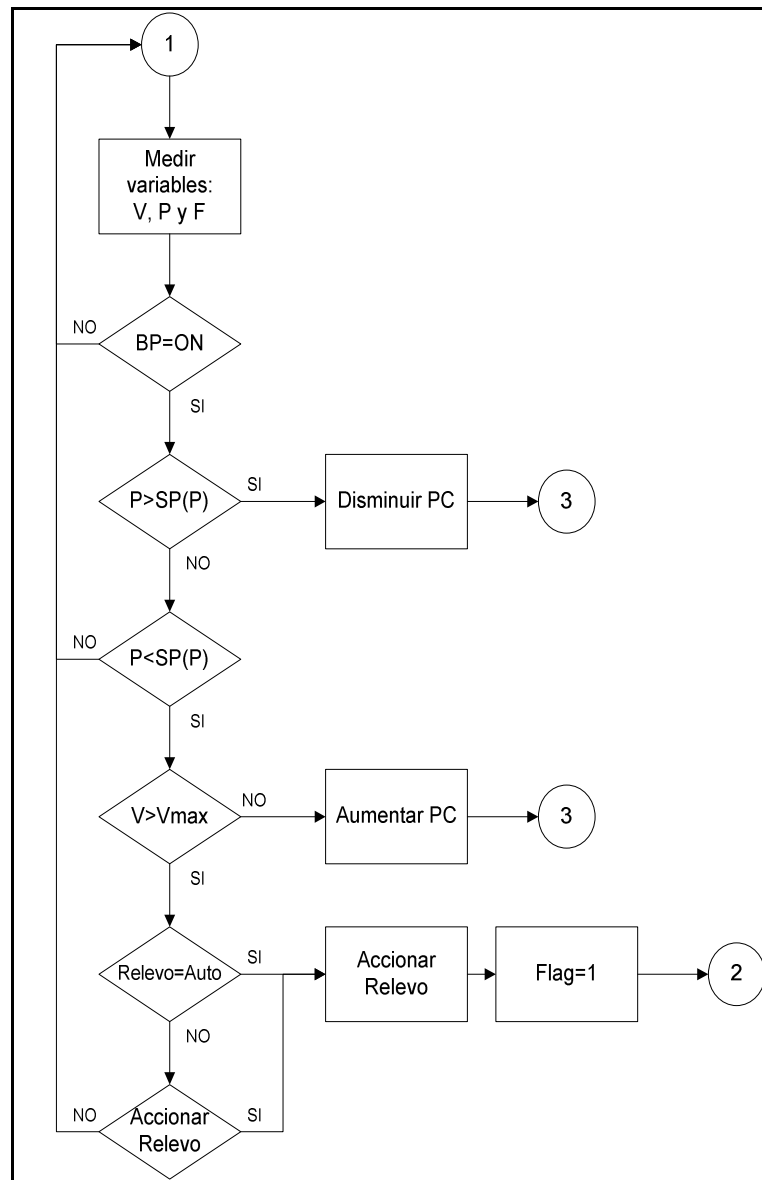 1
Medir
variables:
V, P y F
NO
BP=ON
SI
P>SP(P)
SI
Disminuir PC
3
NO
NO
P<SP(P)
SI
V>Vmax
NO
Aumentar PC
3
SI
Relevo=Auto
SI
Accionar
Relevo
Flag=1
2
NO
NO
Accionar
Relevo
SI